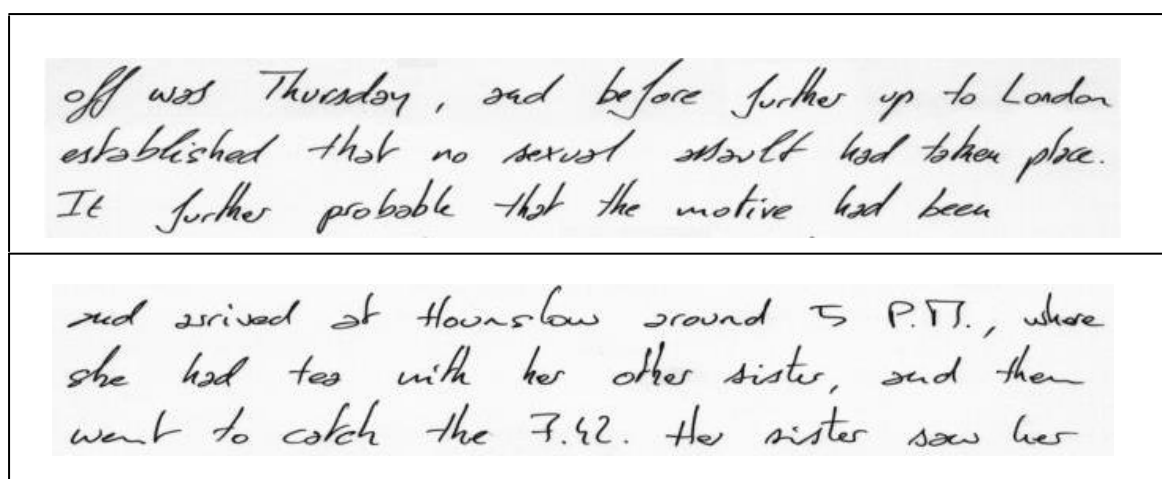 off was Thursday, and before further up to London
established that no sexual assault had taken place.
It further probable that the motive had been
and arrived at Hounslow around 5 P.M., where
she had tea with her other sister, and then
went to catch the 7.42. Her sister saw her